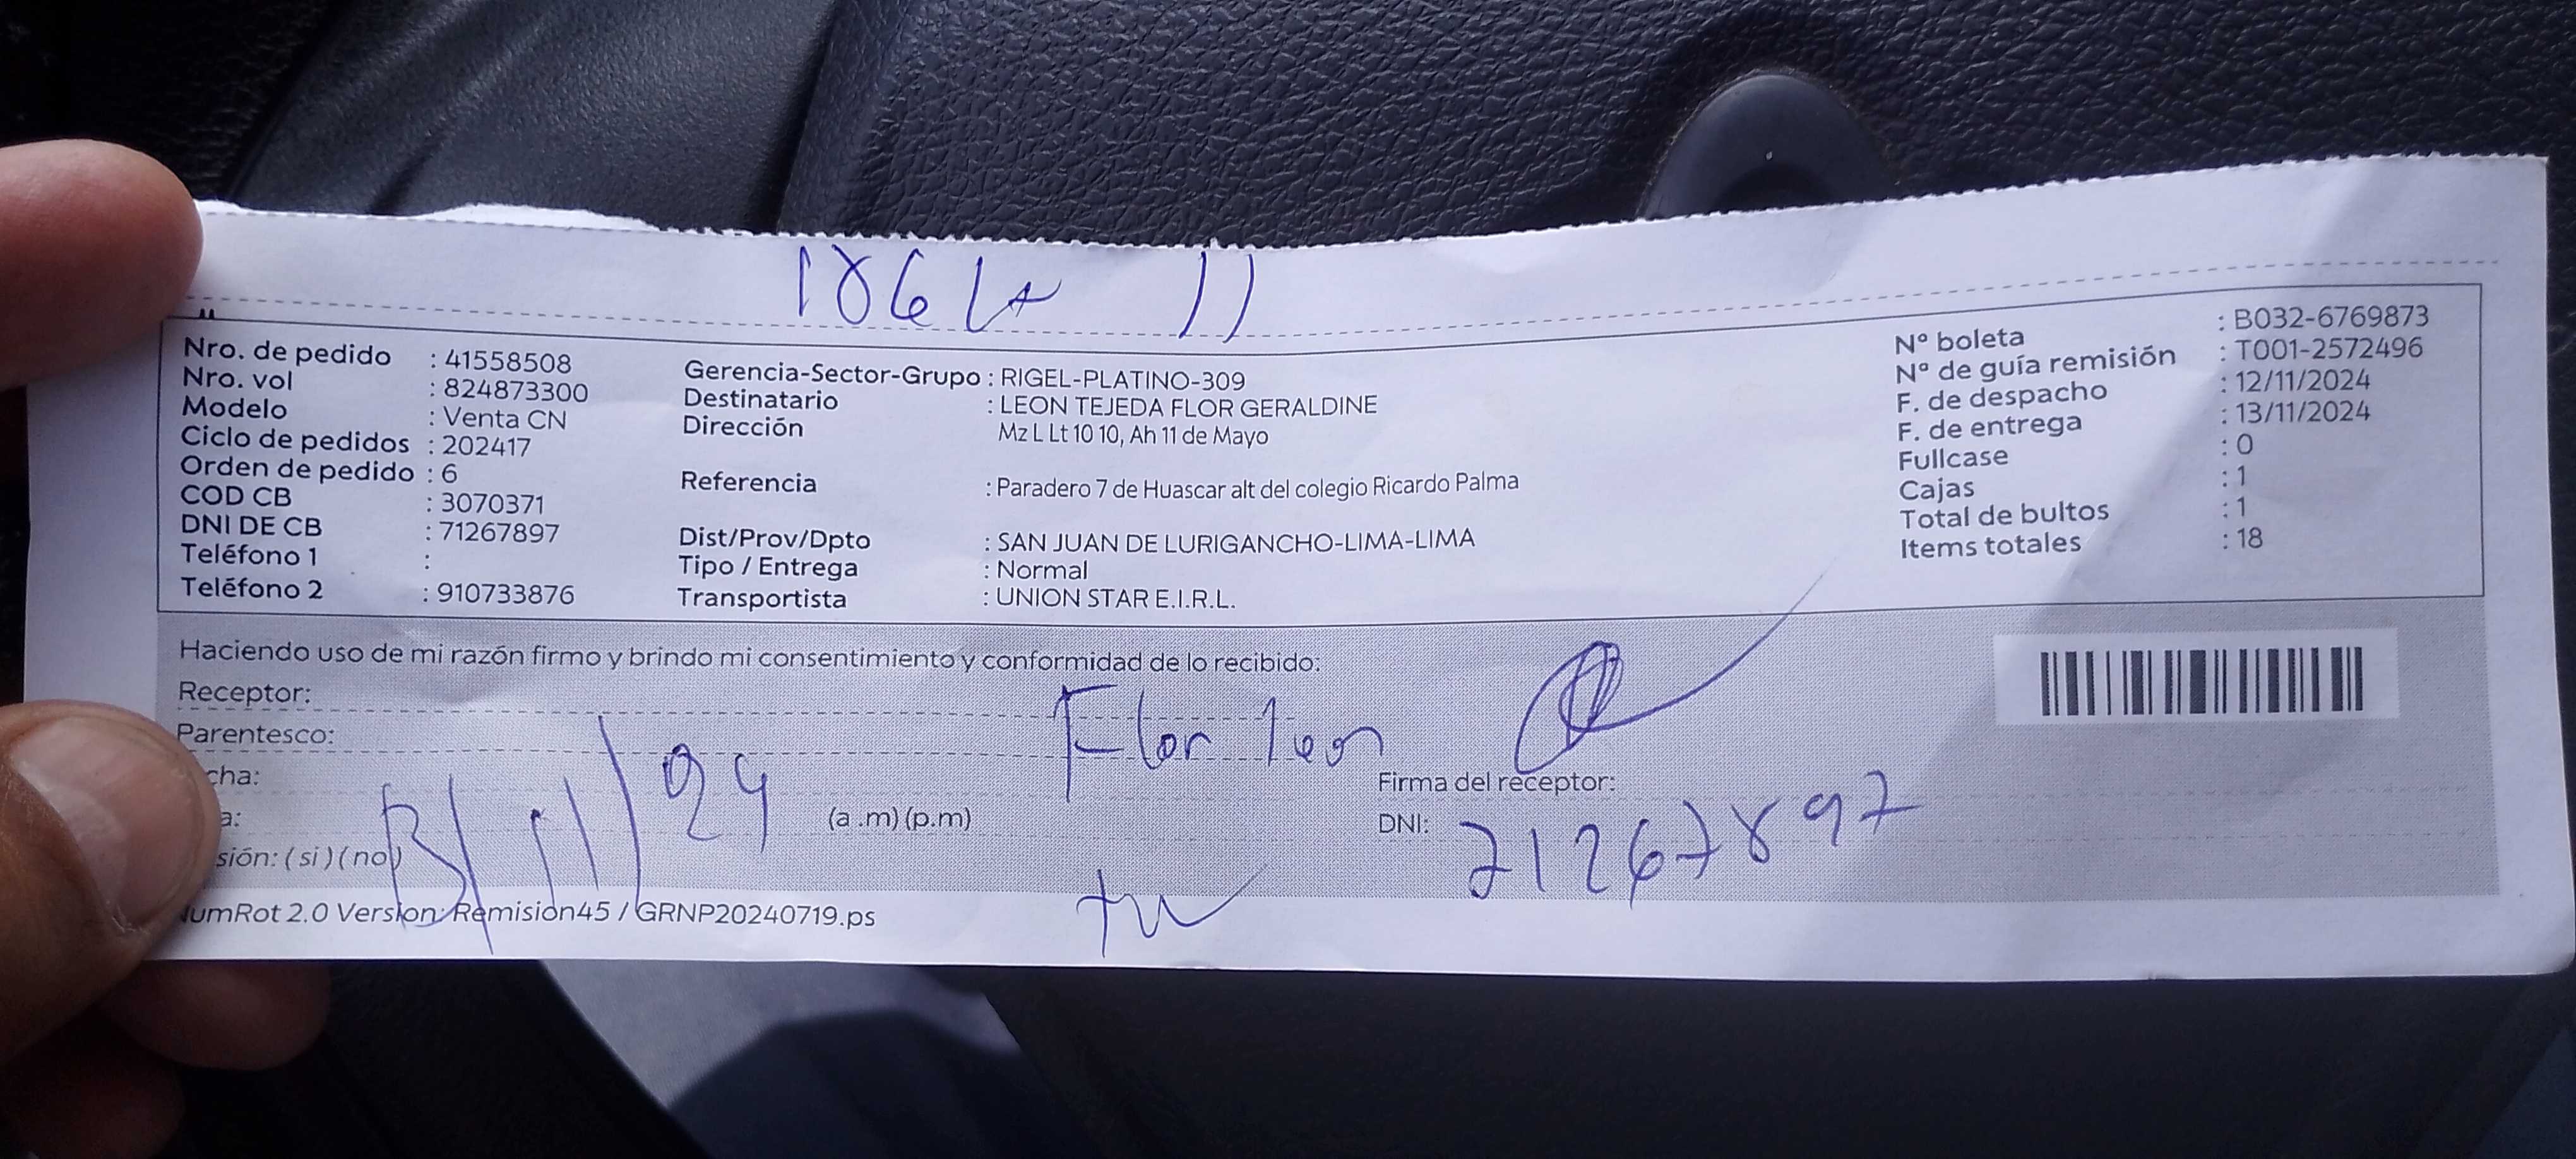 Nro. de pedido : 41558508
Nro. vol : 824873300
Modelo : Venta CN
Ciclo de pedidos : 202417
Orden de pedido : 6
COD CB : 3070371
DNI DE CB : 71267897
Teléfono 1 :
Teléfono 2 : 910733876
Gerencia-Sector-Grupo : RIGEL-PLATINO-309
Destinatario : LEON TEJEDA FLOR GERALDINE
Dirección Mz L Lt 10 10, Ah 11 de Mayo
Referencia : Paradero 7 de Huascar alt del colegio Ricardo Palma
Dist/Prov/Dpto : SAN JUAN DE LURIGANCHO-LIMA-LIMA
Tipo / Entrega : Normal
Transportista : UNION STAR E.I.R.L.
N° boleta : B032-6769873
N° de guía remisión : T001-2572496
F. de despacho : 12/11/2024
F. de entrega : 13/11/2024
Fullcase : 0
Cajas : 1
Total de bultos : 1
Items totales : 18
Haciendo uso de mi razón firmo y brindo mi consentimiento y conformidad de lo recibido:
Receptor:
Flor leon
Parentesco:
cha: 13/11/24
a: (a .m) (p.m)
sión: ( si ) ( no )
Firma del receptor:
DNI: 71267897
umRot 2.0 Version: Remision45 / GRNP20240719.ps